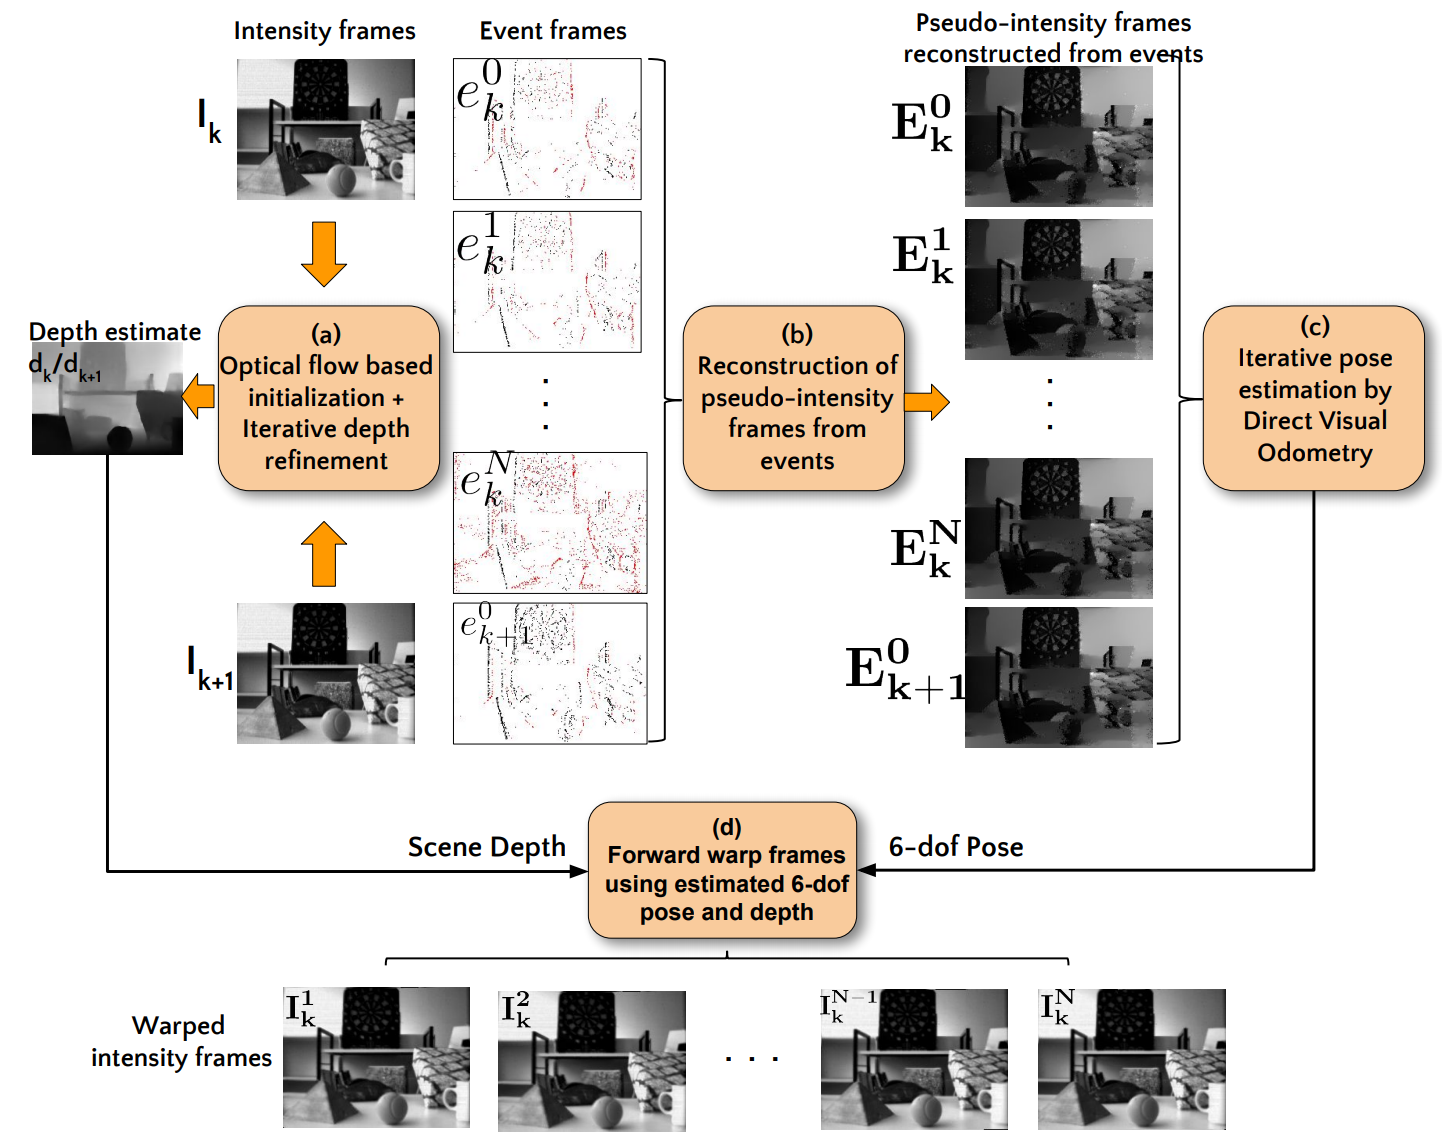 Intensity frames
Event frames
Pseudo-intensity frames
reconstructed from events
I_k
e_k^0
E_k^0
e_k^1
E_k^1
Depth estimate
d_k/d_{k+1}
(a)
Optical flow based
initialization +
Iterative depth
refinement
(b)
Reconstruction of
pseudo-intensity
frames from
events
(c)
Iterative pose
estimation by
Direct Visual
Odometry
e_k^N
E_k^N
I_{k+1}
e_{k+1}^0
E_{k+1}^0
Scene Depth
(d)
Forward warp frames
using estimated 6-dof
pose and depth
6-dof Pose
Warped
intensity frames
I_k^1
I_k^2
. . .
I_k^{N-1}
I_k^N